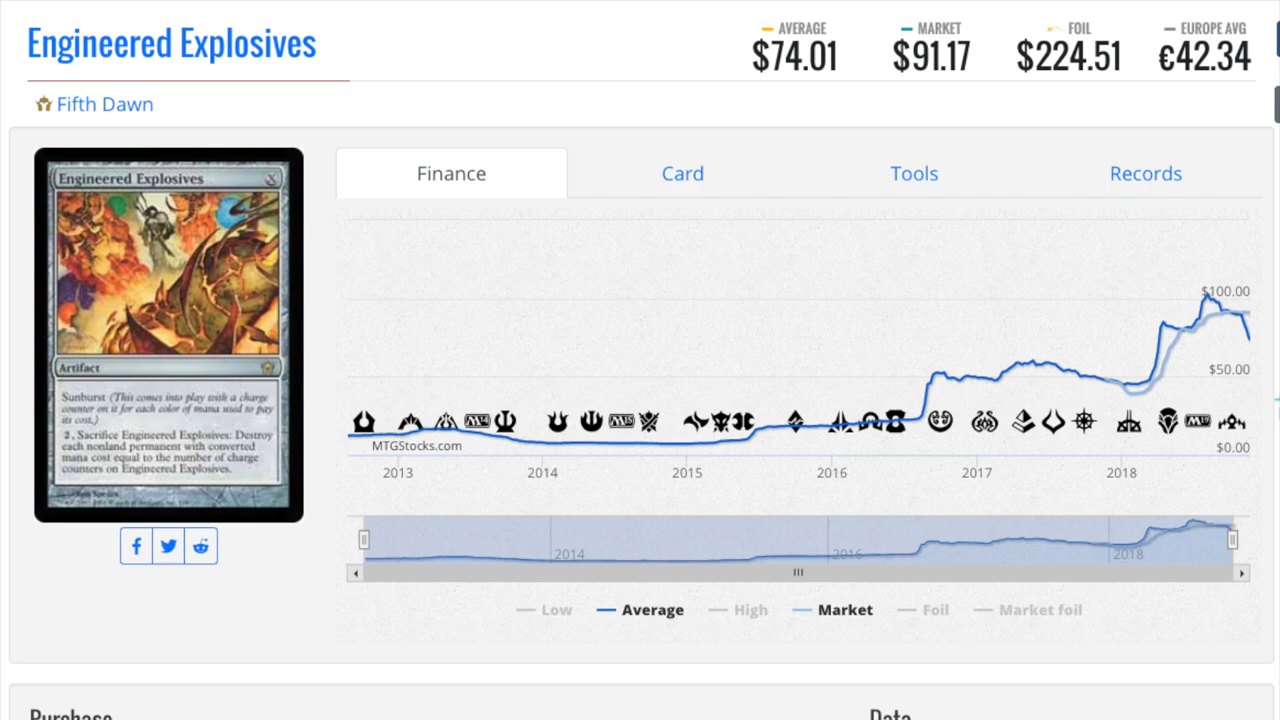 Engineered Explosives
AVERAGE
$74.01
MARKET
$91.17
FOIL
$224.51
EUROPE AVG
€42.34
Fifth Dawn
Engineered Explosives X
Artifact
Sunburst (This comes into play with a charge
counter on it for each color of mana used to pay
its cost.)
2, Sacrifice Engineered Explosives: Destroy
each nonland permanent with converted
mana cost equal to the number of charge
counters on Engineered Explosives.
Finance
Card
Tools
Records
$100.00
$50.00
$0.00
MTGStocks.com
2013
2014
2015
2016
2017
2018
2014
2016
2018
Low
Average
High
Market
Foil
Market foil
Purchase
Data